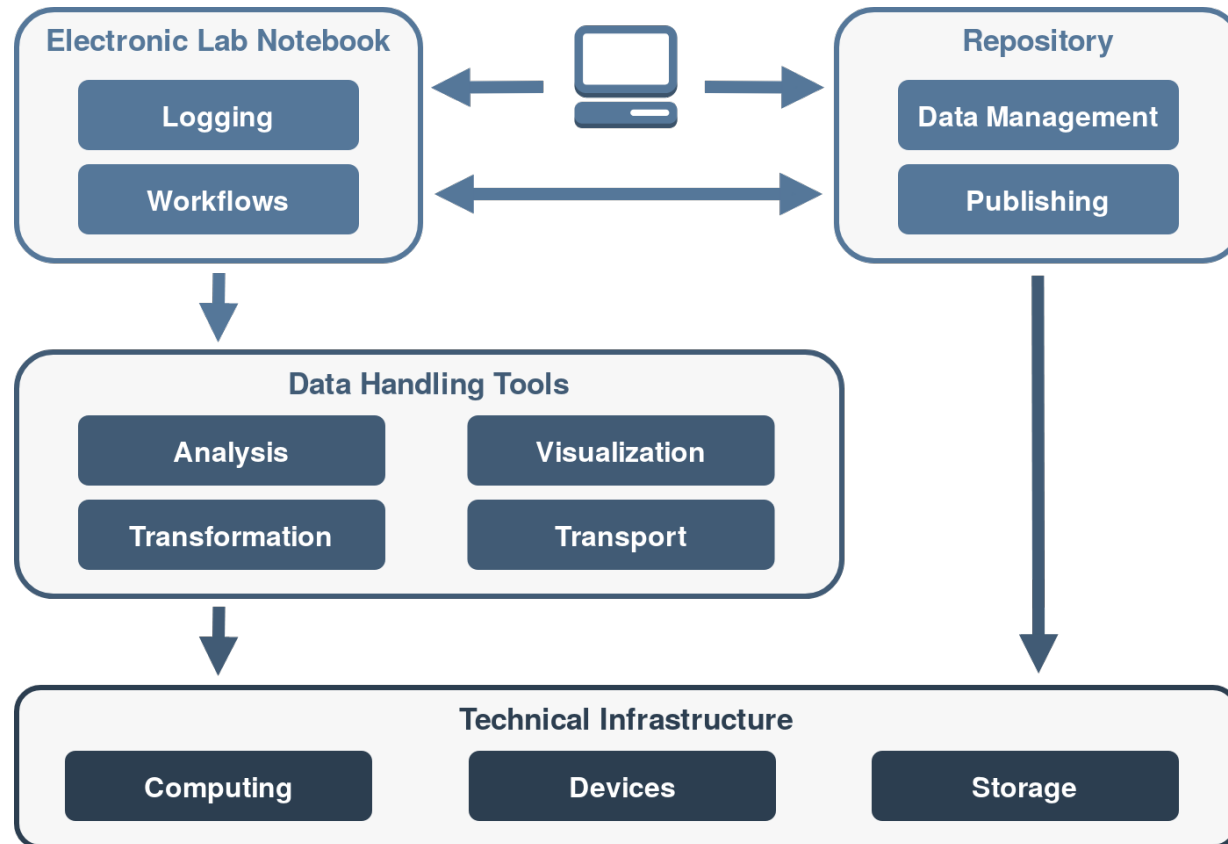 Electronic Lab Notebook
Logging
Workflows
Repository
Data Management
Publishing
Data Handling Tools
Analysis
Visualization
Transformation
Transport
Technical Infrastructure
Computing
Devices
Storage